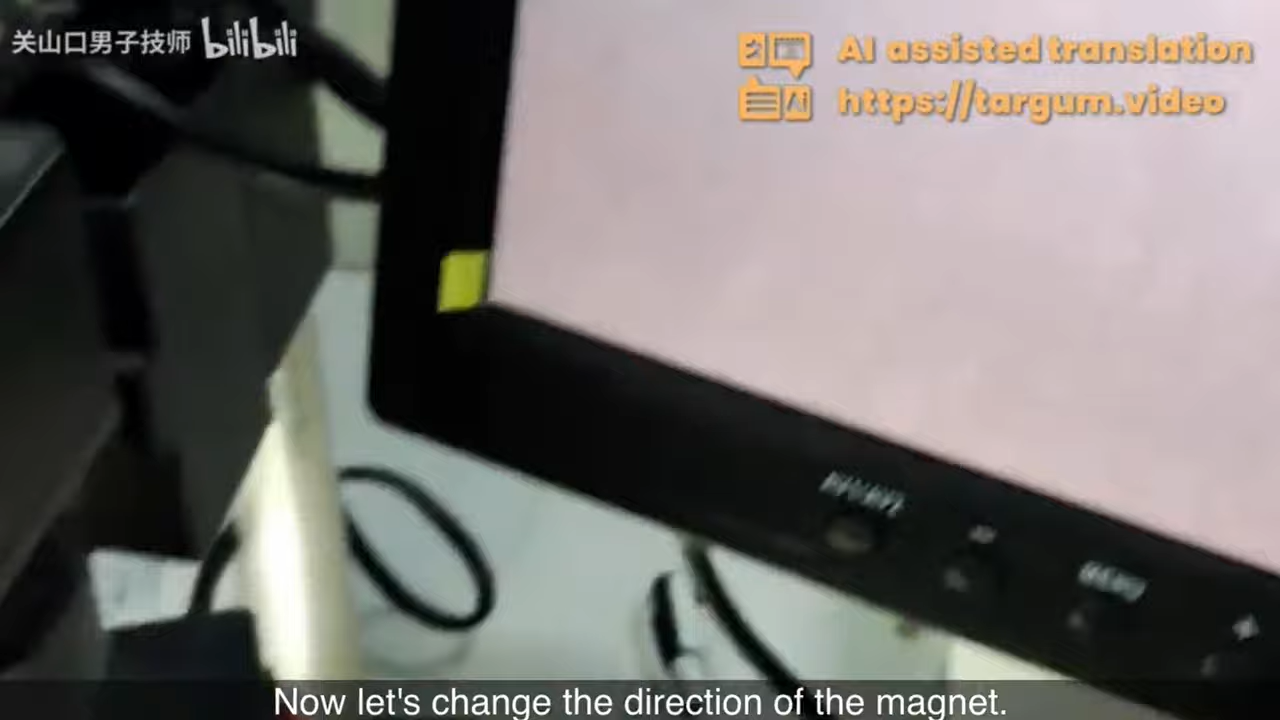 关山口男子技师 bilibili
AI assisted translation
https://targum.video
MENU
Now let's change the direction of the magnet.